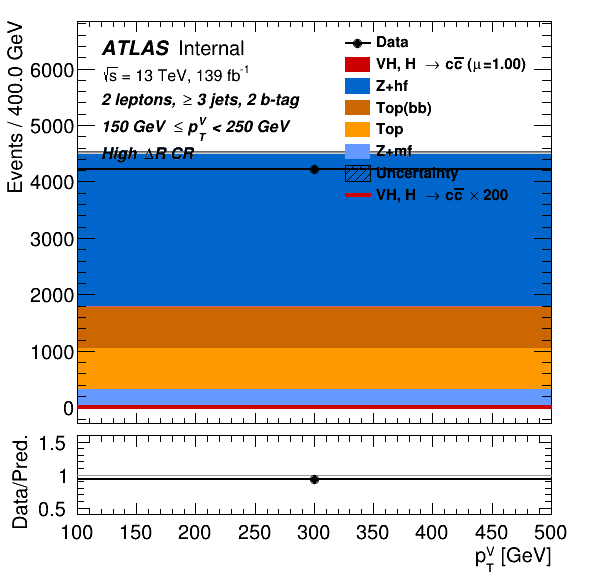 Events / 400.0 GeV
6000
5000
4000
3000
2000
1000
0
ATLAS Internal
√s = 13 TeV, 139 fb⁻¹
2 leptons, ≥ 3 jets, 2 b-tag
150 GeV ≤ p_T^V < 250 GeV
High ΔR CR
Data
VH, H → cc̅ (μ=1.00)
Z+hf
Top(bb)
Top
Z+mf
Uncertainty
VH, H → cc̅ × 200
Data/Pred.
1.5
1
0.5
100 150 200 250 300 350 400 450 500
p_T^V [GeV]